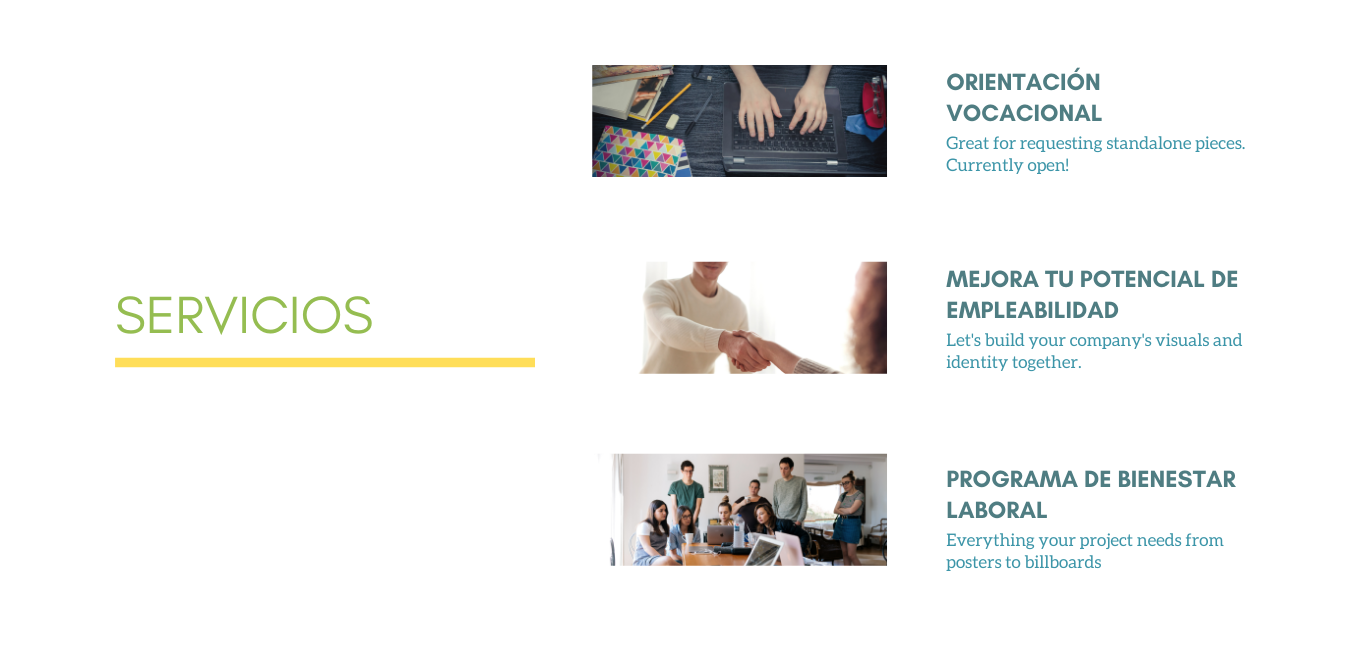 SERVICIOS
ORIENTACIÓN
VOCACIONAL
Great for requesting standalone pieces.
Currently open!
MEJORA TU POTENCIAL DE
EMPLEABILIDAD
Let's build your company's visuals and
identity together.
PROGRAMA DE BIENESTAR
LABORAL
Everything your project needs from
posters to billboards